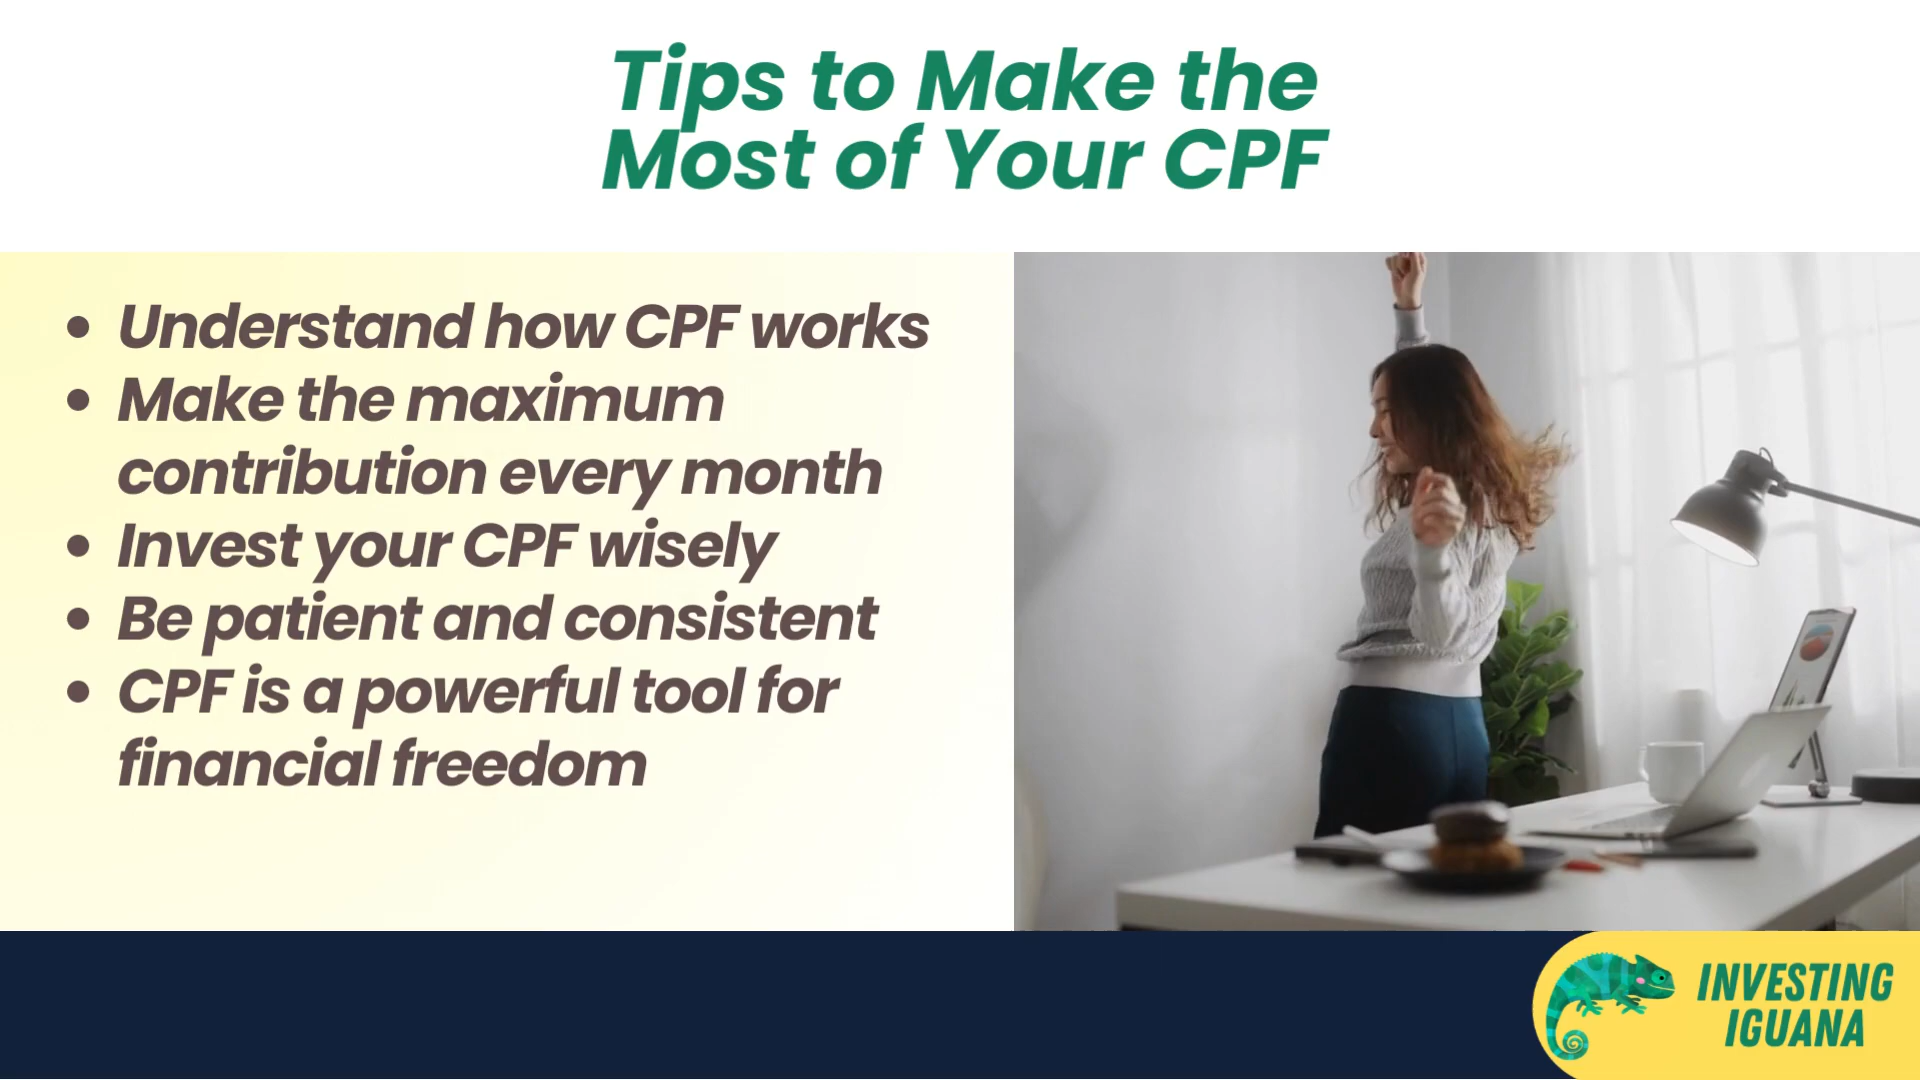 Tips to Make the
Most of Your CPF
• Understand how CPF works
• Make the maximum
contribution every month
• Invest your CPF wisely
• Be patient and consistent
• CPF is a powerful tool for
financial freedom
INVESTING
IGUANA